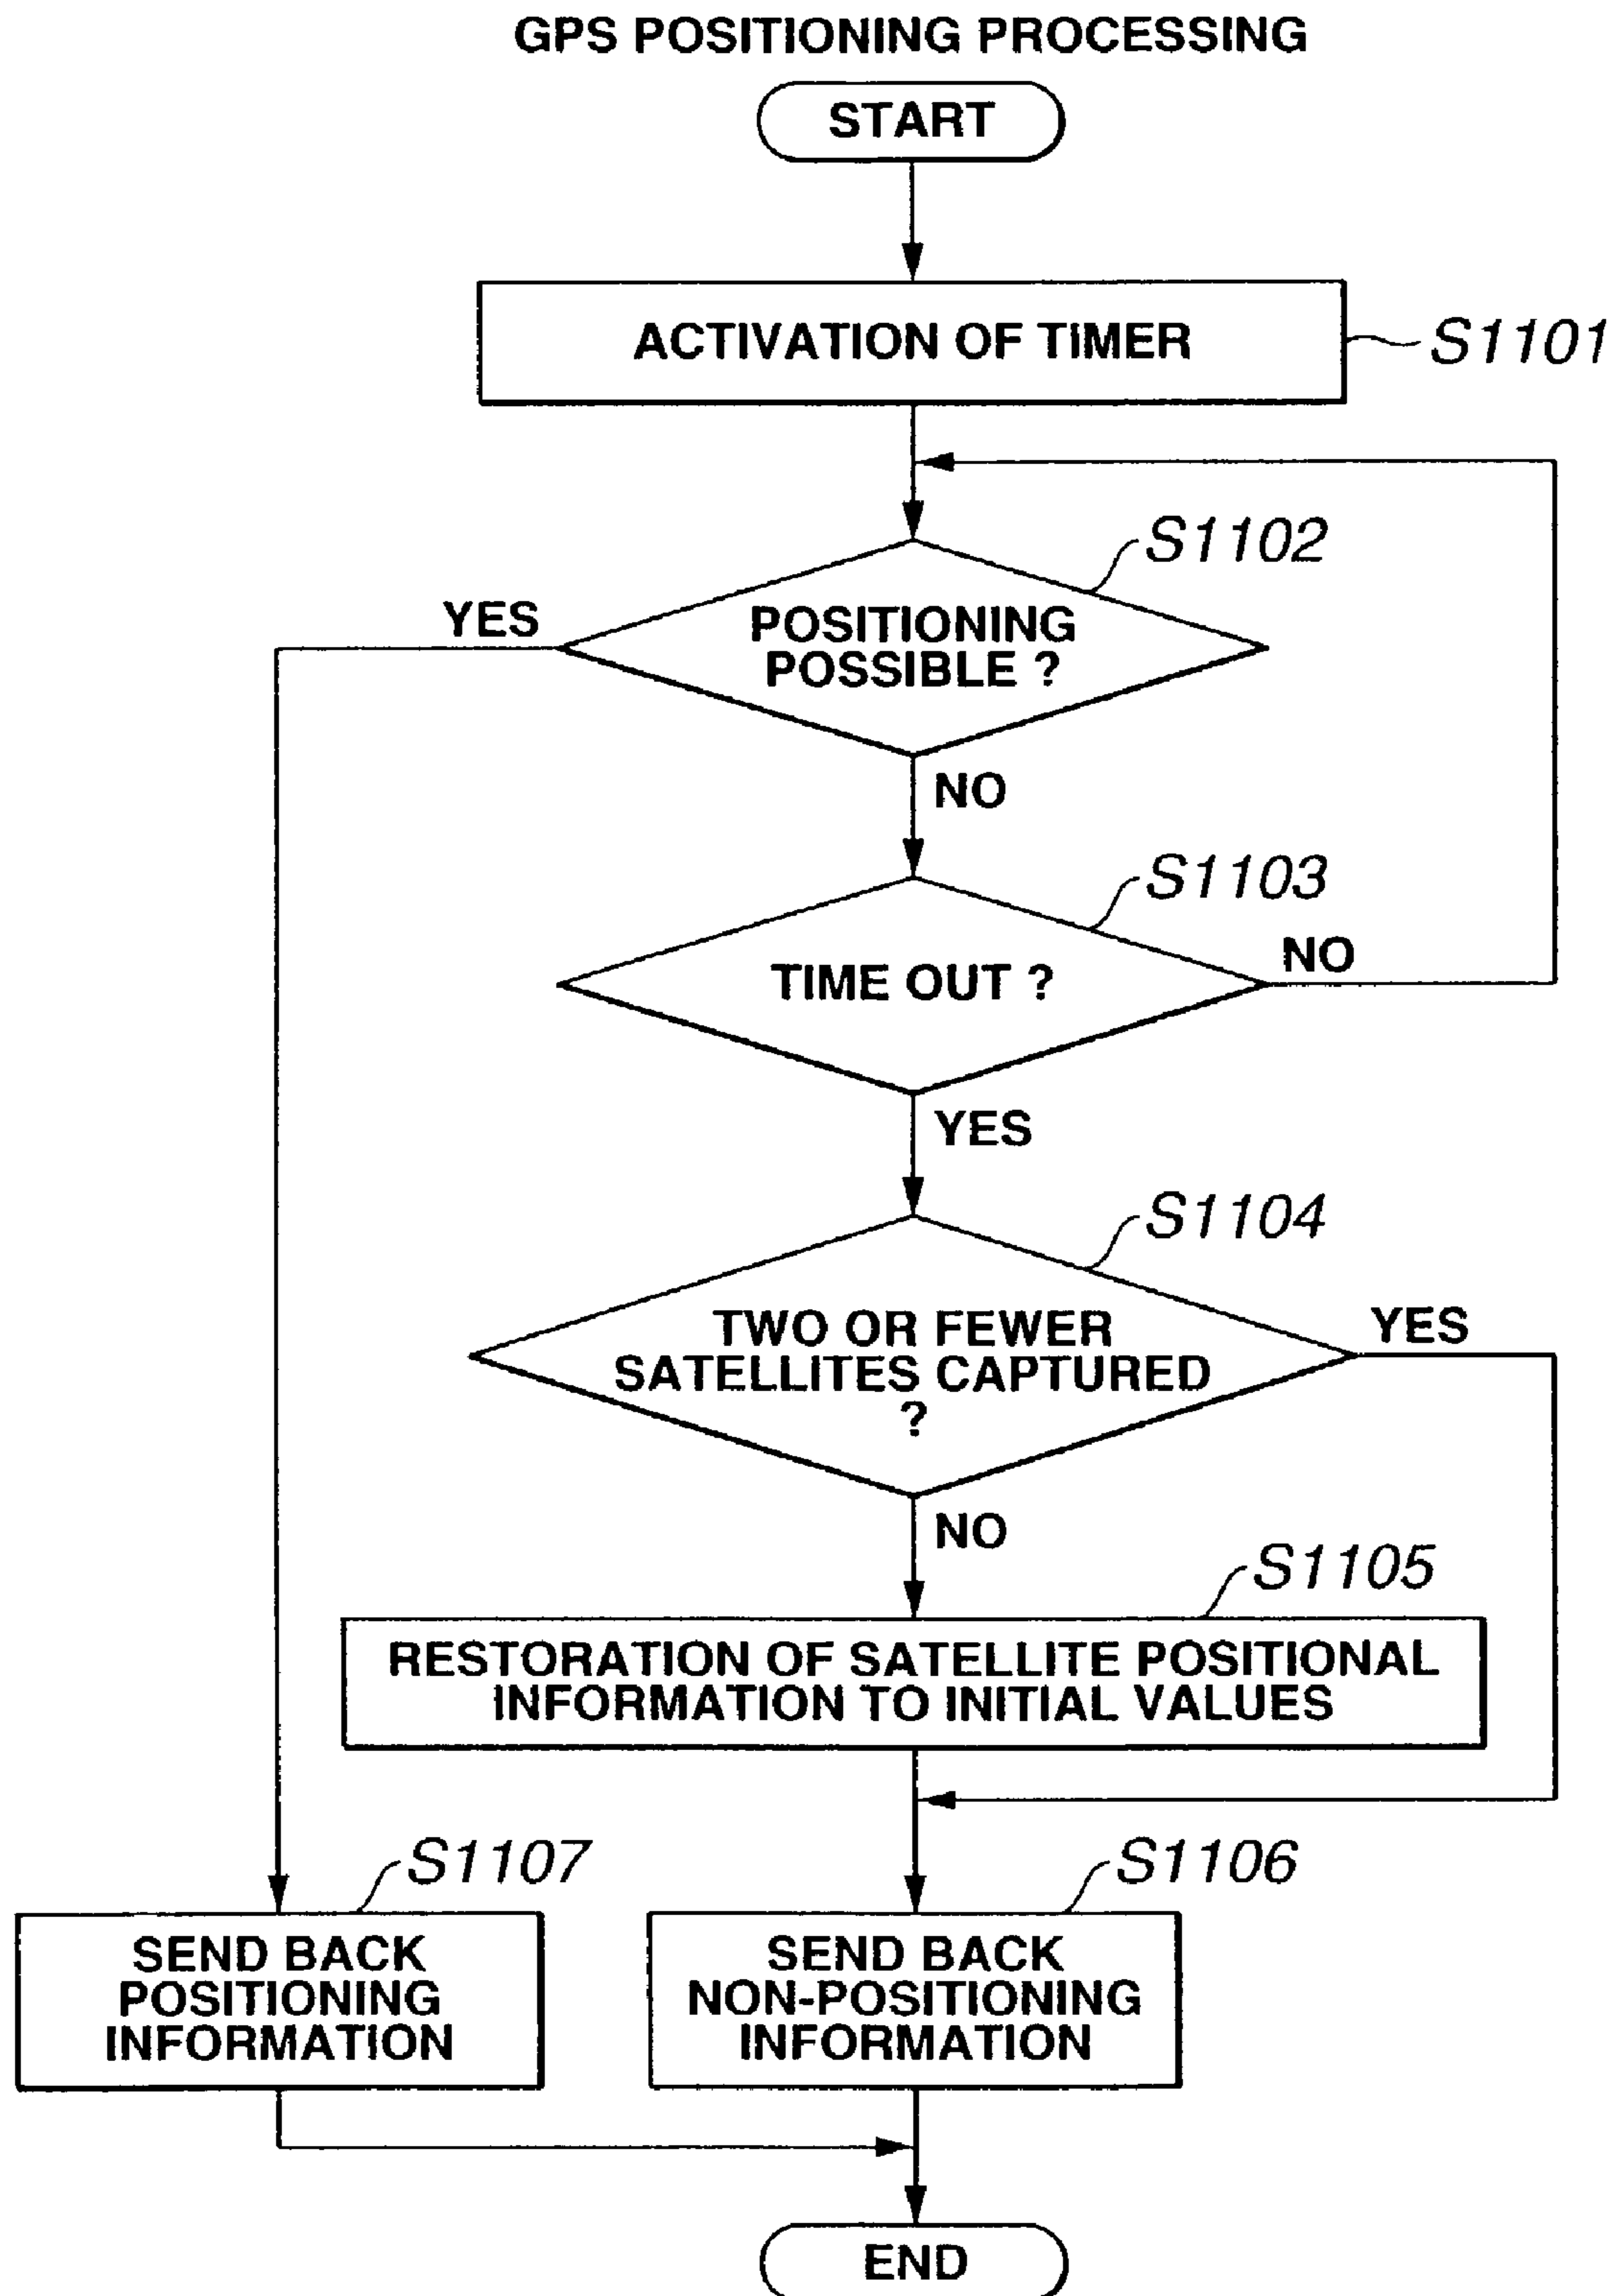 GPS POSITIONING PROCESSING
START
ACTIVATION OF TIMER
S1101
S1102
YES
POSITIONING
POSSIBLE ?
NO
S1103
TIME OUT ?
NO
YES
S1104
TWO OR FEWER
SATELLITES CAPTURED
?
YES
NO
S1105
RESTORATION OF SATELLITE POSITIONAL
INFORMATION TO INITIAL VALUES
S1107
S1106
SEND BACK
POSITIONING
INFORMATION
SEND BACK
NON-POSITIONING
INFORMATION
END